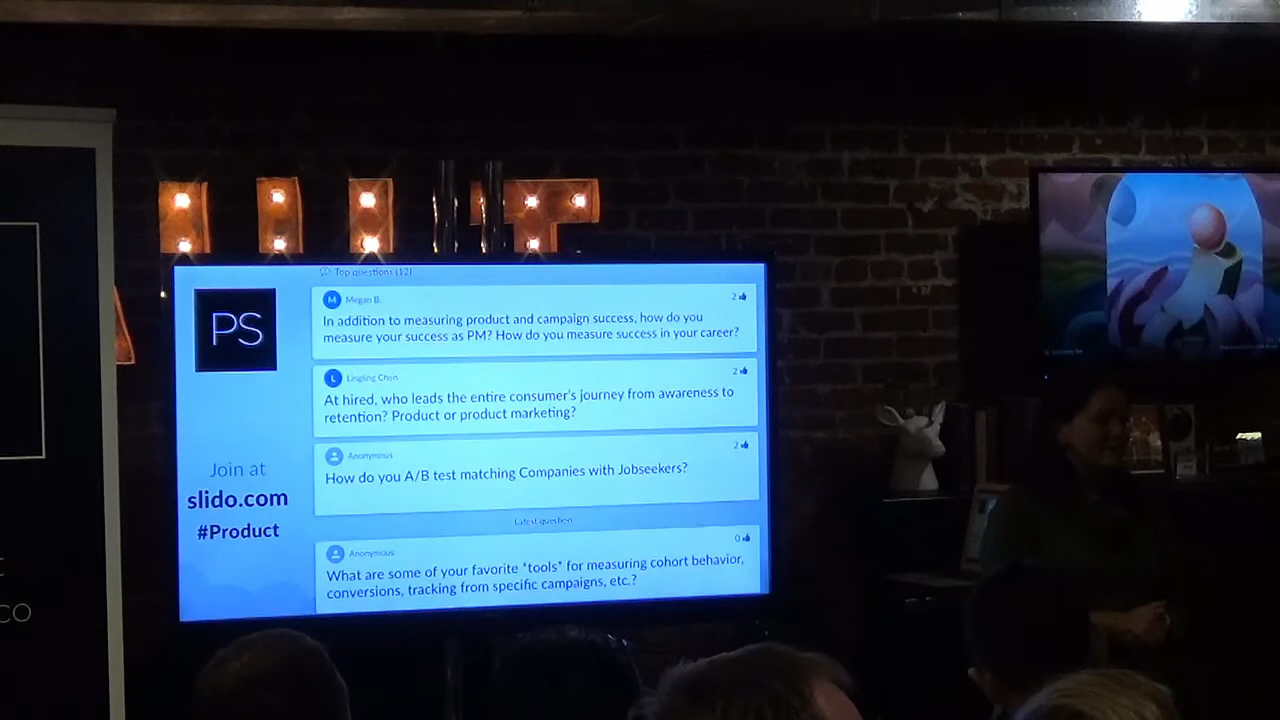 Top questions (12)
PS
Megan B.
2
In addition to measuring product and campaign success, how do you
measure your success as PM? How do you measure success in your career?
Lingling Chen
2
At hired, who leads the entire consumer's journey from awareness to
retention? Product or product marketing?
Anonymous
2
How do you A/B test matching Companies with Jobseekers?
Join at
slido.com
#Product
Latest question
Anonymous
0
What are some of your favorite *tools* for measuring cohort behavior,
conversions, tracking from specific campaigns, etc.?
CO